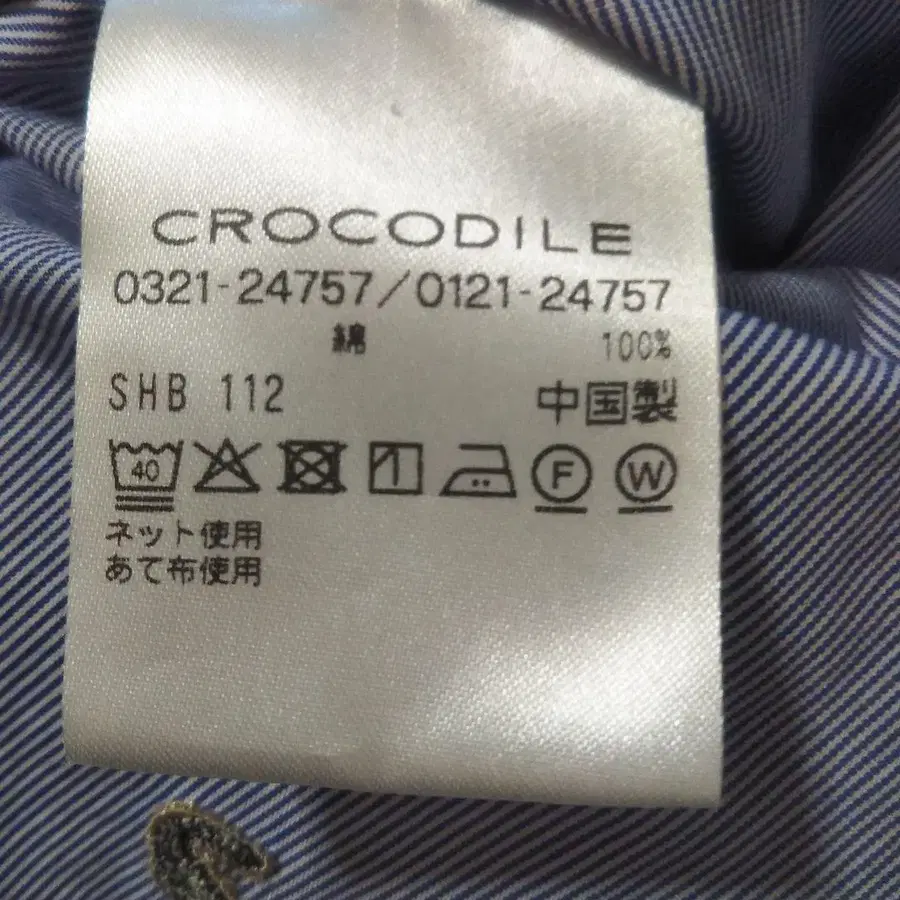 CROCODILE
0321-24757/0121-24757
綿 100%
SHB 112 中国製
40 F W
ネット使用
あて布使用